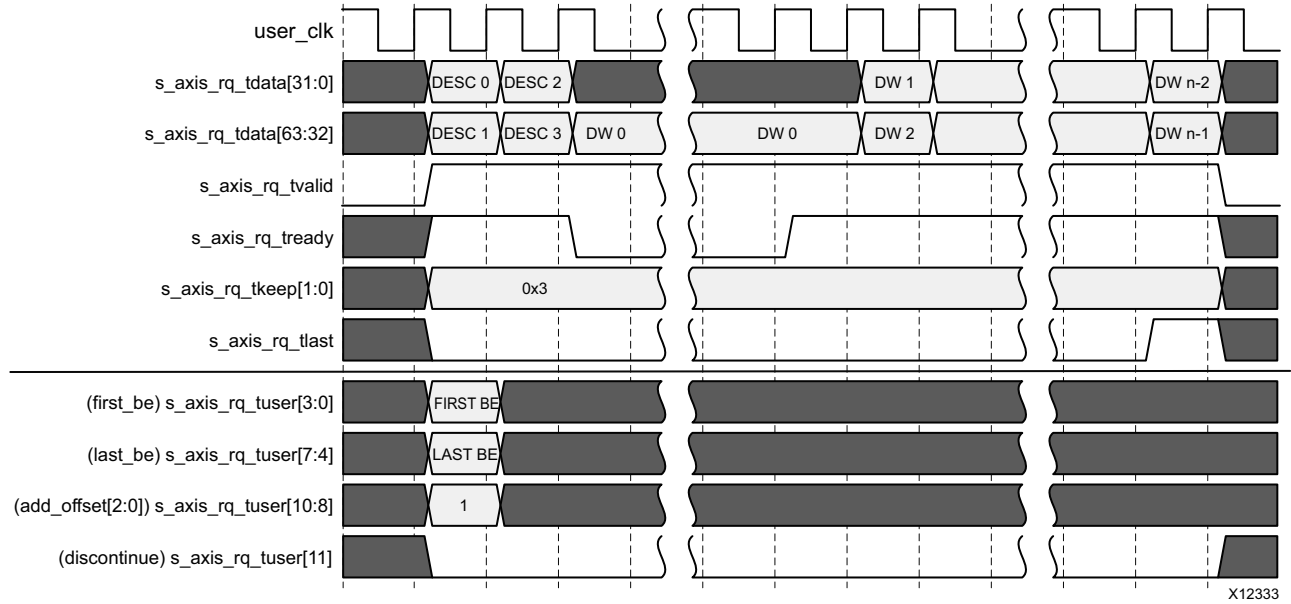 user_clk
s_axis_rq_tdata[31:0] DESC 0 DESC 2 DW 1 DW n-2
s_axis_rq_tdata[63:32] DESC 1 DESC 3 DW 0 DW 0 DW 2 DW n-1
s_axis_rq_tvalid
s_axis_rq_tready
s_axis_rq_tkeep[1:0] 0x3
s_axis_rq_tlast
(first_be) s_axis_rq_tuser[3:0] FIRST BE
(last_be) s_axis_rq_tuser[7:4] LAST BE
(add_offset[2:0]) s_axis_rq_tuser[10:8] 1
(discontinue) s_axis_rq_tuser[11]
X12333